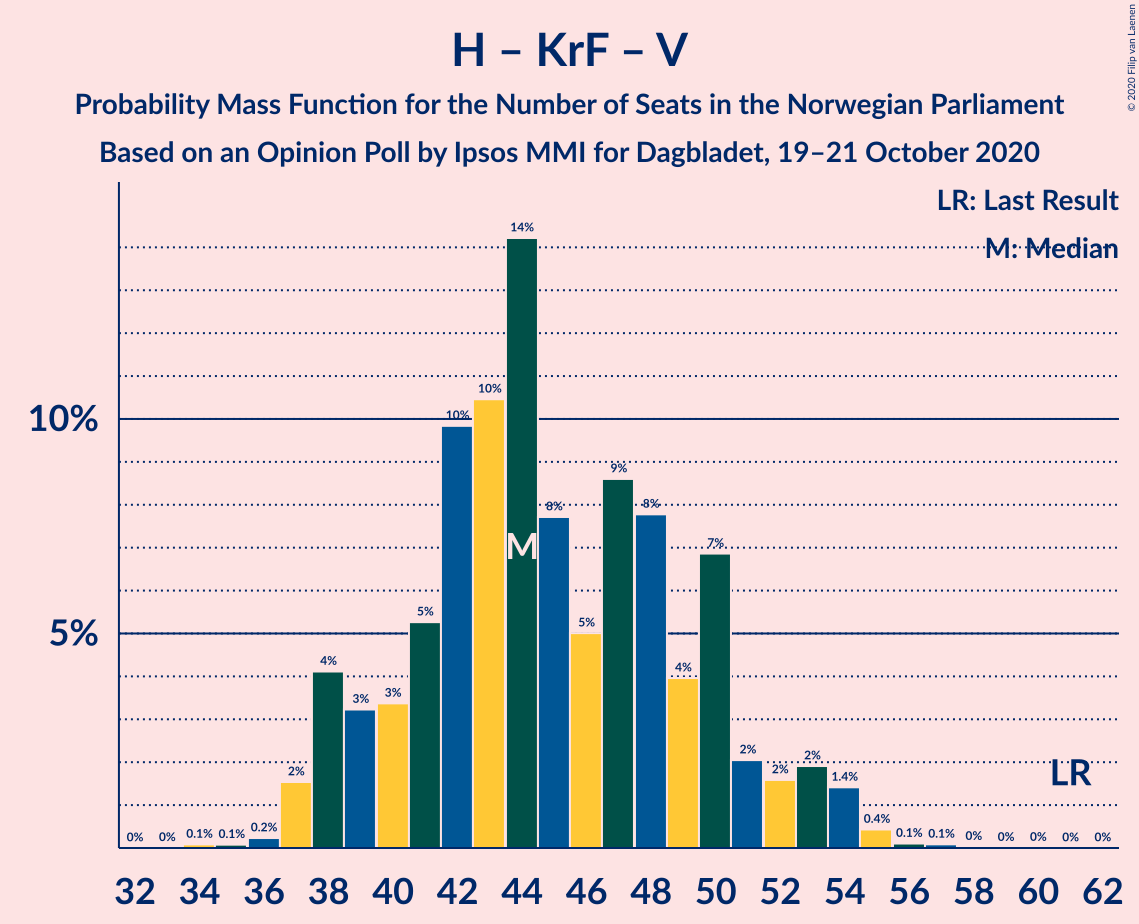 H – KrF – V
Probability Mass Function for the Number of Seats in the Norwegian Parliament
Based on an Opinion Poll by Ipsos MMI for Dagbladet, 19–21 October 2020
© 2020 Filip van Laenen
LR: Last Result
M: Median
10%
5%
0% 0% 0.1% 0.1% 0.2% 2% 4% 3% 3% 5% 10% 10% 14% 8% 5% 9% 8% 4% 7% 2% 2% 2% 1.4% 0.4% 0.1% 0.1% 0% 0% 0% 0% 0%
M
LR
32 34 36 38 40 42 44 46 48 50 52 54 56 58 60 62